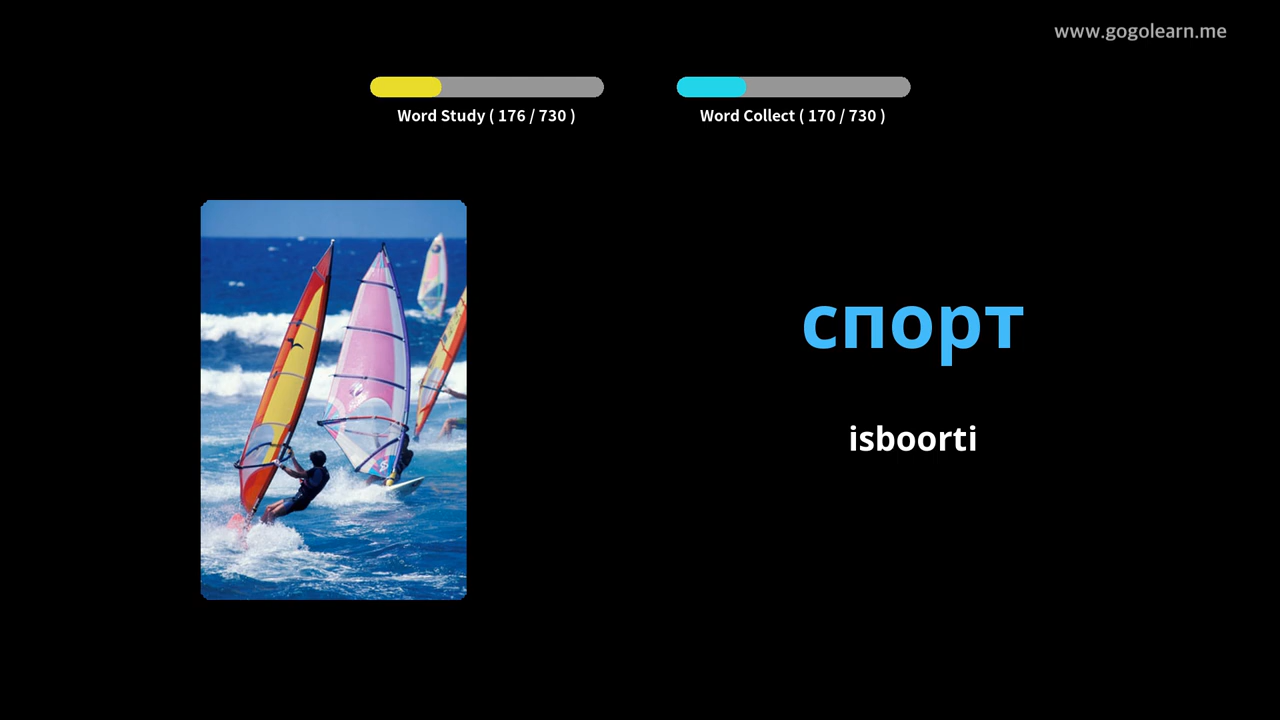 www.gogolearn.me
Word Study ( 176 / 730 )
Word Collect ( 170 / 730 )
спорт
isboorti